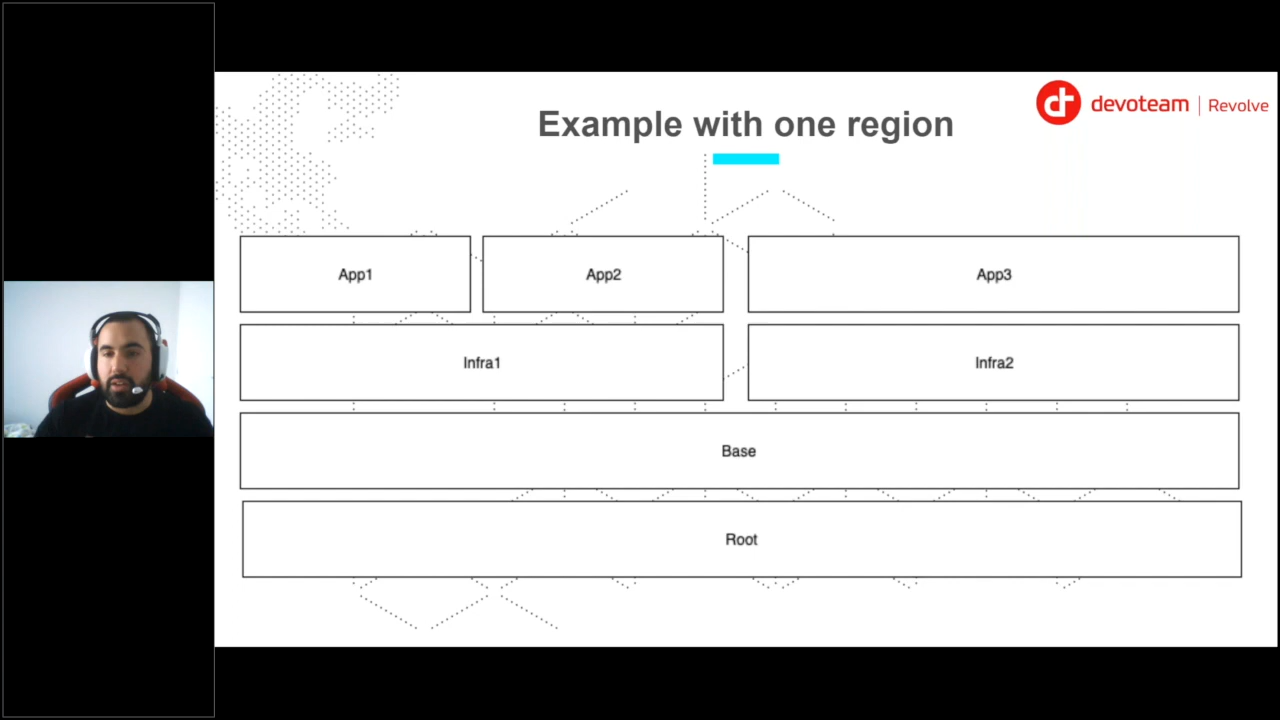 Example with one region
devoteam | Revolve
App1
App2
App3
Infra1
Infra2
Base
Root